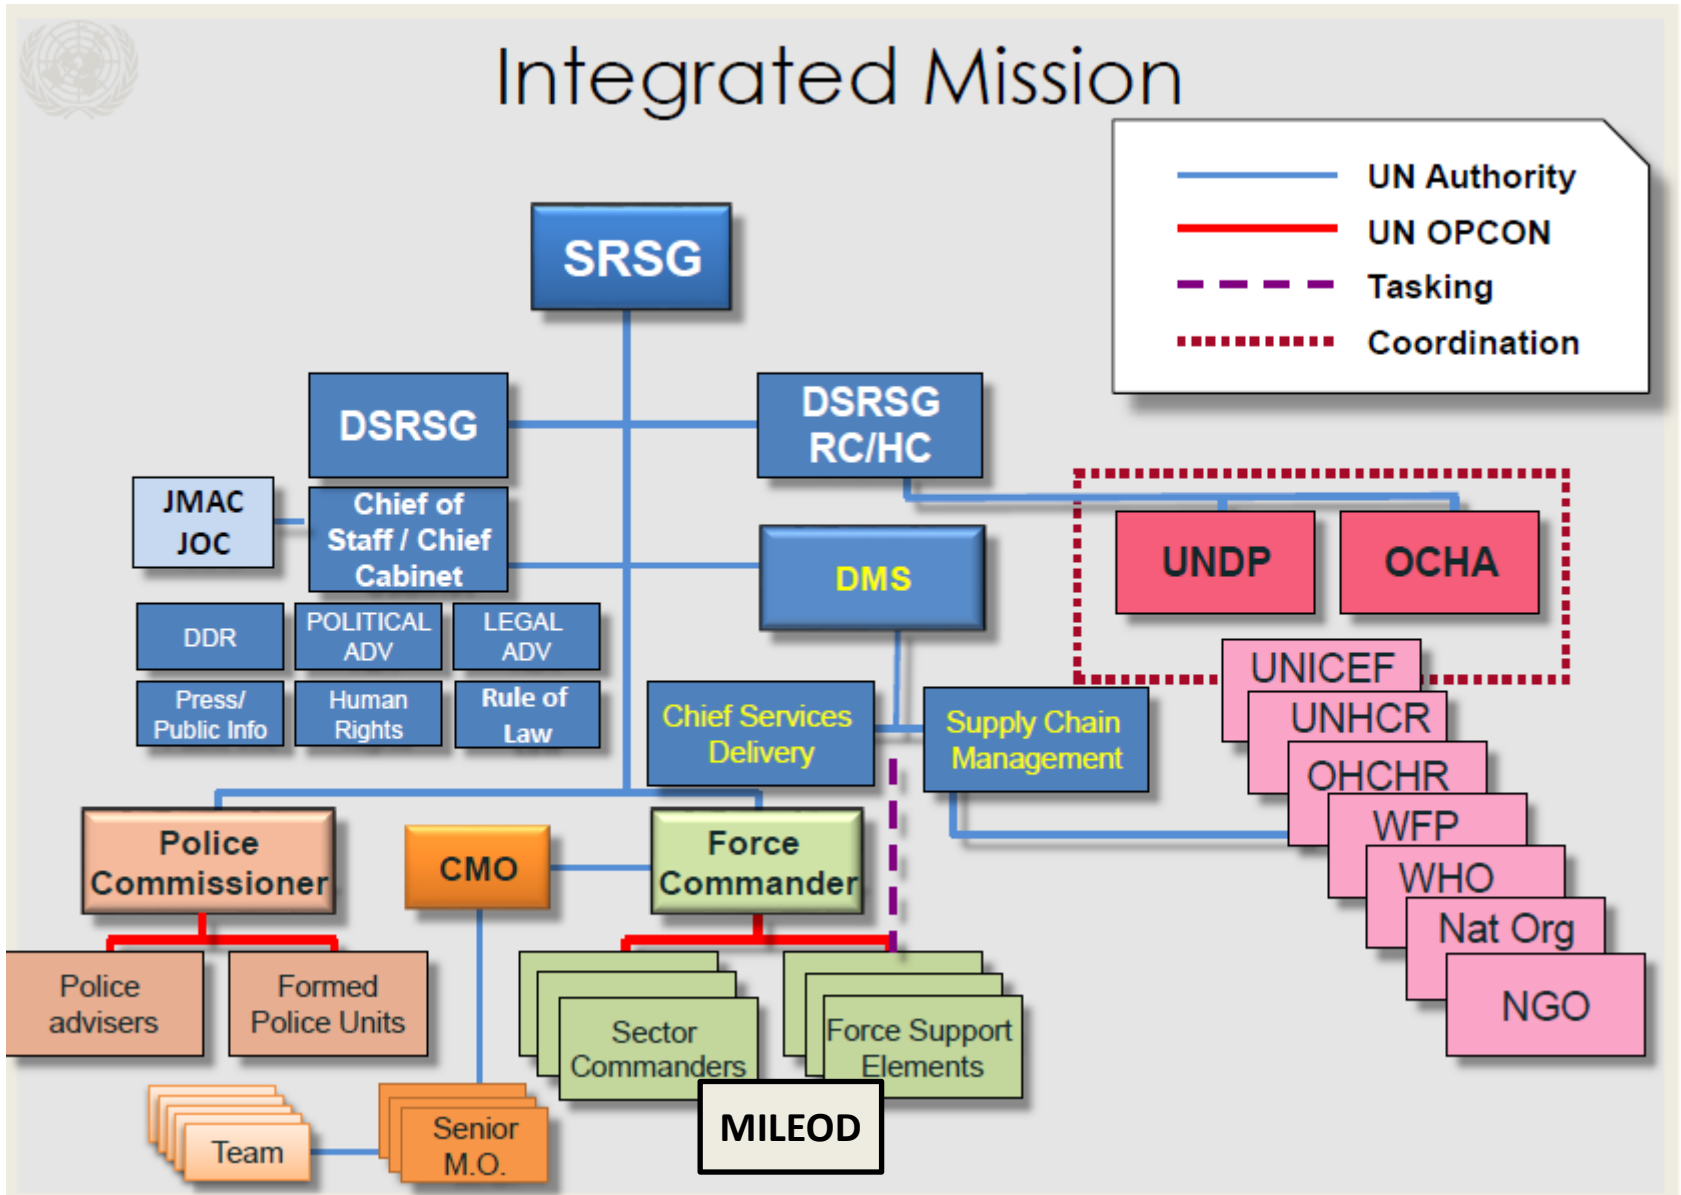 Integrated Mission
UN Authority
UN OPCON
Tasking
Coordination
SRSG
DSRSG
DSRSG
RC/HC
JMAC
JOC
Chief of
Staff / Chief
Cabinet
DMS
UNDP
OCHA
DDR
POLITICAL
ADV
LEGAL
ADV
Press/
Public Info
Human
Rights
Rule of
Law
Chief Services
Delivery
Supply Chain
Management
UNICEF
UNHCR
OHCHR
WFP
WHO
Nat Org
NGO
Police
Commissioner
CMO
Force
Commander
Police
advisers
Formed
Police Units
Sector
Commanders
Force Support
Elements
MILEOD
Team
Senior
M.O.